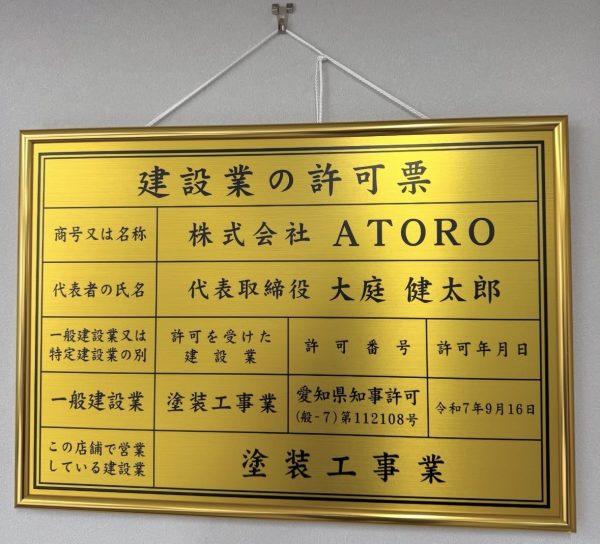 建設業の許可票
商号又は名称
株式会社 ATORO
代表者の氏名
代表取締役 大庭 健太郎
一般建設業又は
特定建設業の別
許可を受けた
建設業
許可番号
許可年月日
一般建設業
塗装工事業
愛知県知事許可
(般-7)第112108号
令和7年9月16日
この店舗で営業
している建設業
塗装工事業